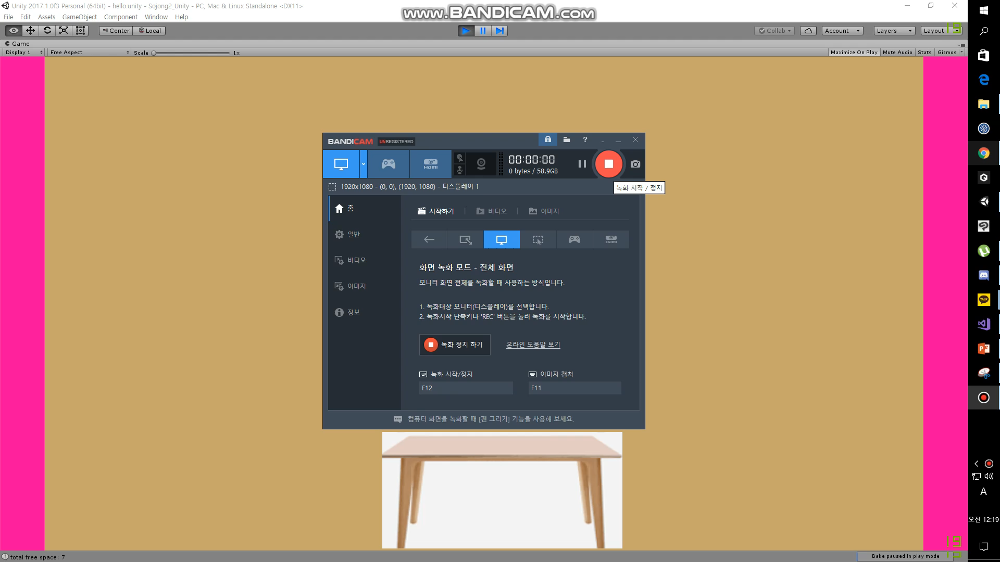 Unity 2017.1.0f3 Personal (64bit) - hello.unity - Sojong2_Unity - PC, Mac & Linux Standalone <DX11>
www.BANDICAM.com
File Edit Assets GameObject Component Window Help
Center Local
Collab Account Layers Layout
19
Game
Display 1 Free Aspect Scale 1x
Maximize On Play Mute Audio Stats Gizmos
BANDICAM UNREGISTERED
?
HDMI
00:00:00
0 bytes / 58.9GB
1920x1080 - (0, 0), (1920, 1080) - 디스플레이 1
녹화 시작 / 정지
홈
일반
비디오
이미지
정보
시작하기 | 비디오 | 이미지
HDMI
화면 녹화 모드 - 전체 화면
모니터 화면 전체를 녹화할 때 사용하는 방식입니다.
1. 녹화대상 모니터(디스플레이)를 선택합니다.
2. 녹화시작 단축키나 'REC' 버튼을 눌러 녹화를 시작합니다.
녹화 정지 하기
온라인 도움말 보기
녹화 시작/정지 이미지 캡처
F12 F11
컴퓨터 화면을 녹화할 때 [펜 그리기] 기능을 사용해 보세요.
TALK
A
오전 12:19
19
total free space: 7
Bake paused in play mode